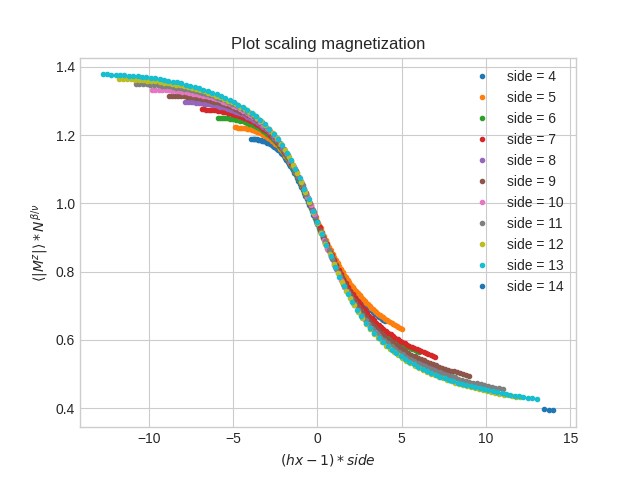 Plot scaling magnetization
⟨|M^z|⟩ * N^{β/ν}
1.4
1.2
1.0
0.8
0.6
0.4
side = 4
side = 5
side = 6
side = 7
side = 8
side = 9
side = 10
side = 11
side = 12
side = 13
side = 14
−10 −5 0 5 10 15
(hx − 1) * side